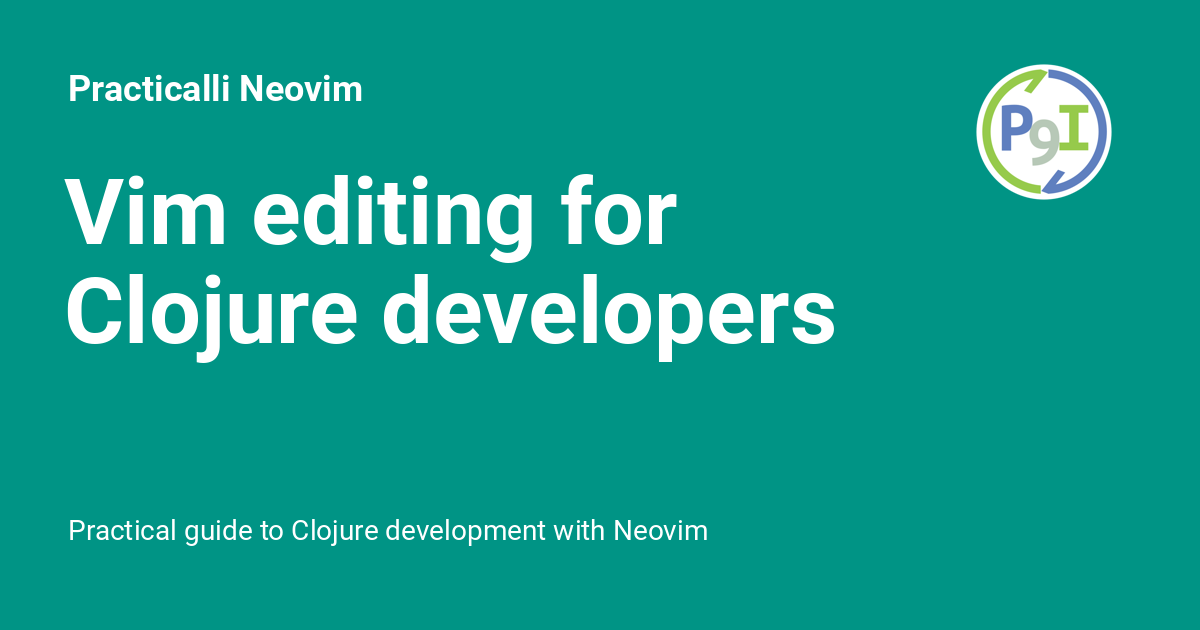 Practicalli Neovim
P9I
Vim editing for
Clojure developers
Practical guide to Clojure development with Neovim